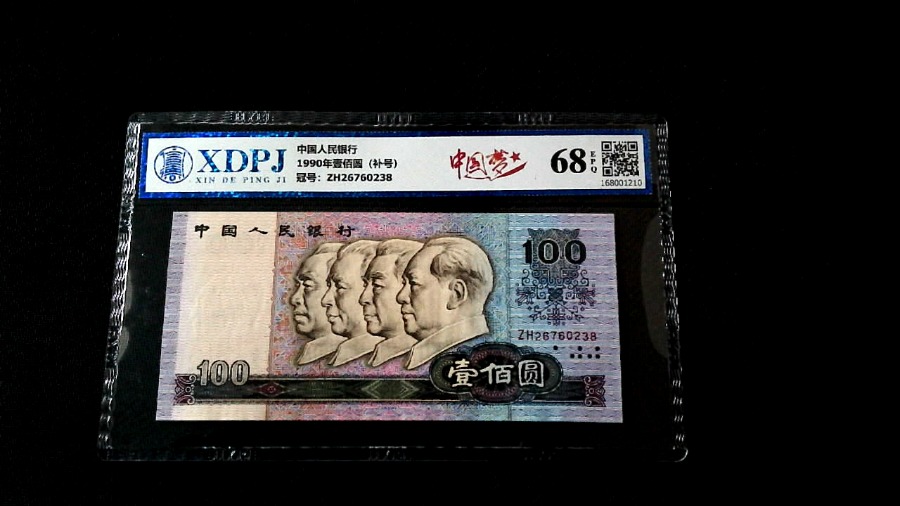 XDPJ
XIN DE PING JI
中国人民银行
1990年壹佰圆（补号）
冠号：ZH26760238
中国梦
68 EPQ
168001210
中国人民银行
100
ZH26760238
100
壹佰圆